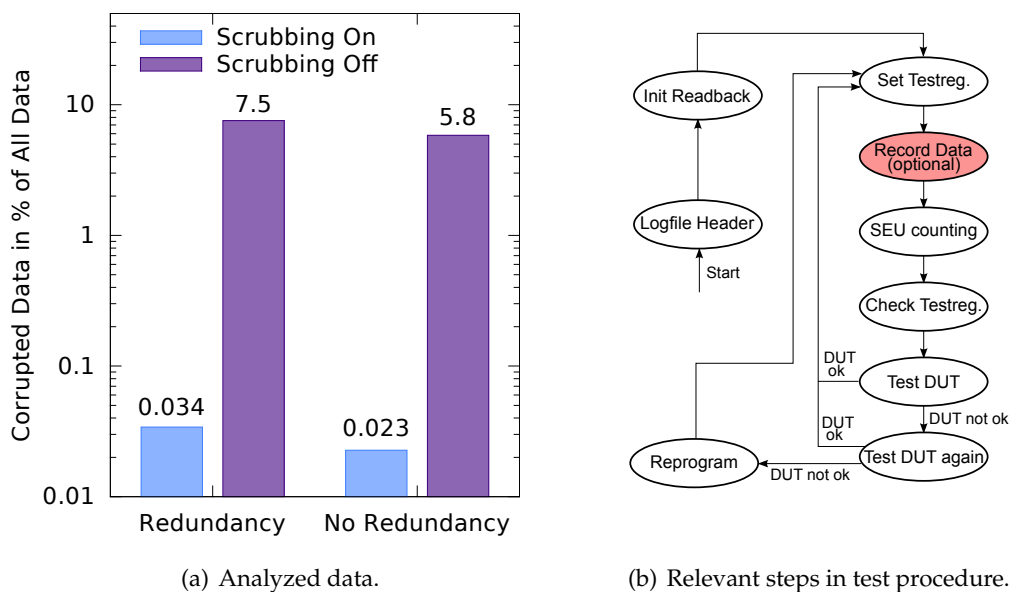 Scrubbing On
Scrubbing Off
Corrupted Data in % of All Data
10
1
0.1
0.01
7.5
5.8
0.034
0.023
Redundancy
No Redundancy
(a) Analyzed data.
Init Readback
Logfile Header
Start
Set Testreg.
Record Data
(optional)
SEU counting
Check Testreg.
DUT
ok
Test DUT
DUT not ok
DUT
ok
Test DUT again
DUT not ok
Reprogram
(b) Relevant steps in test procedure.